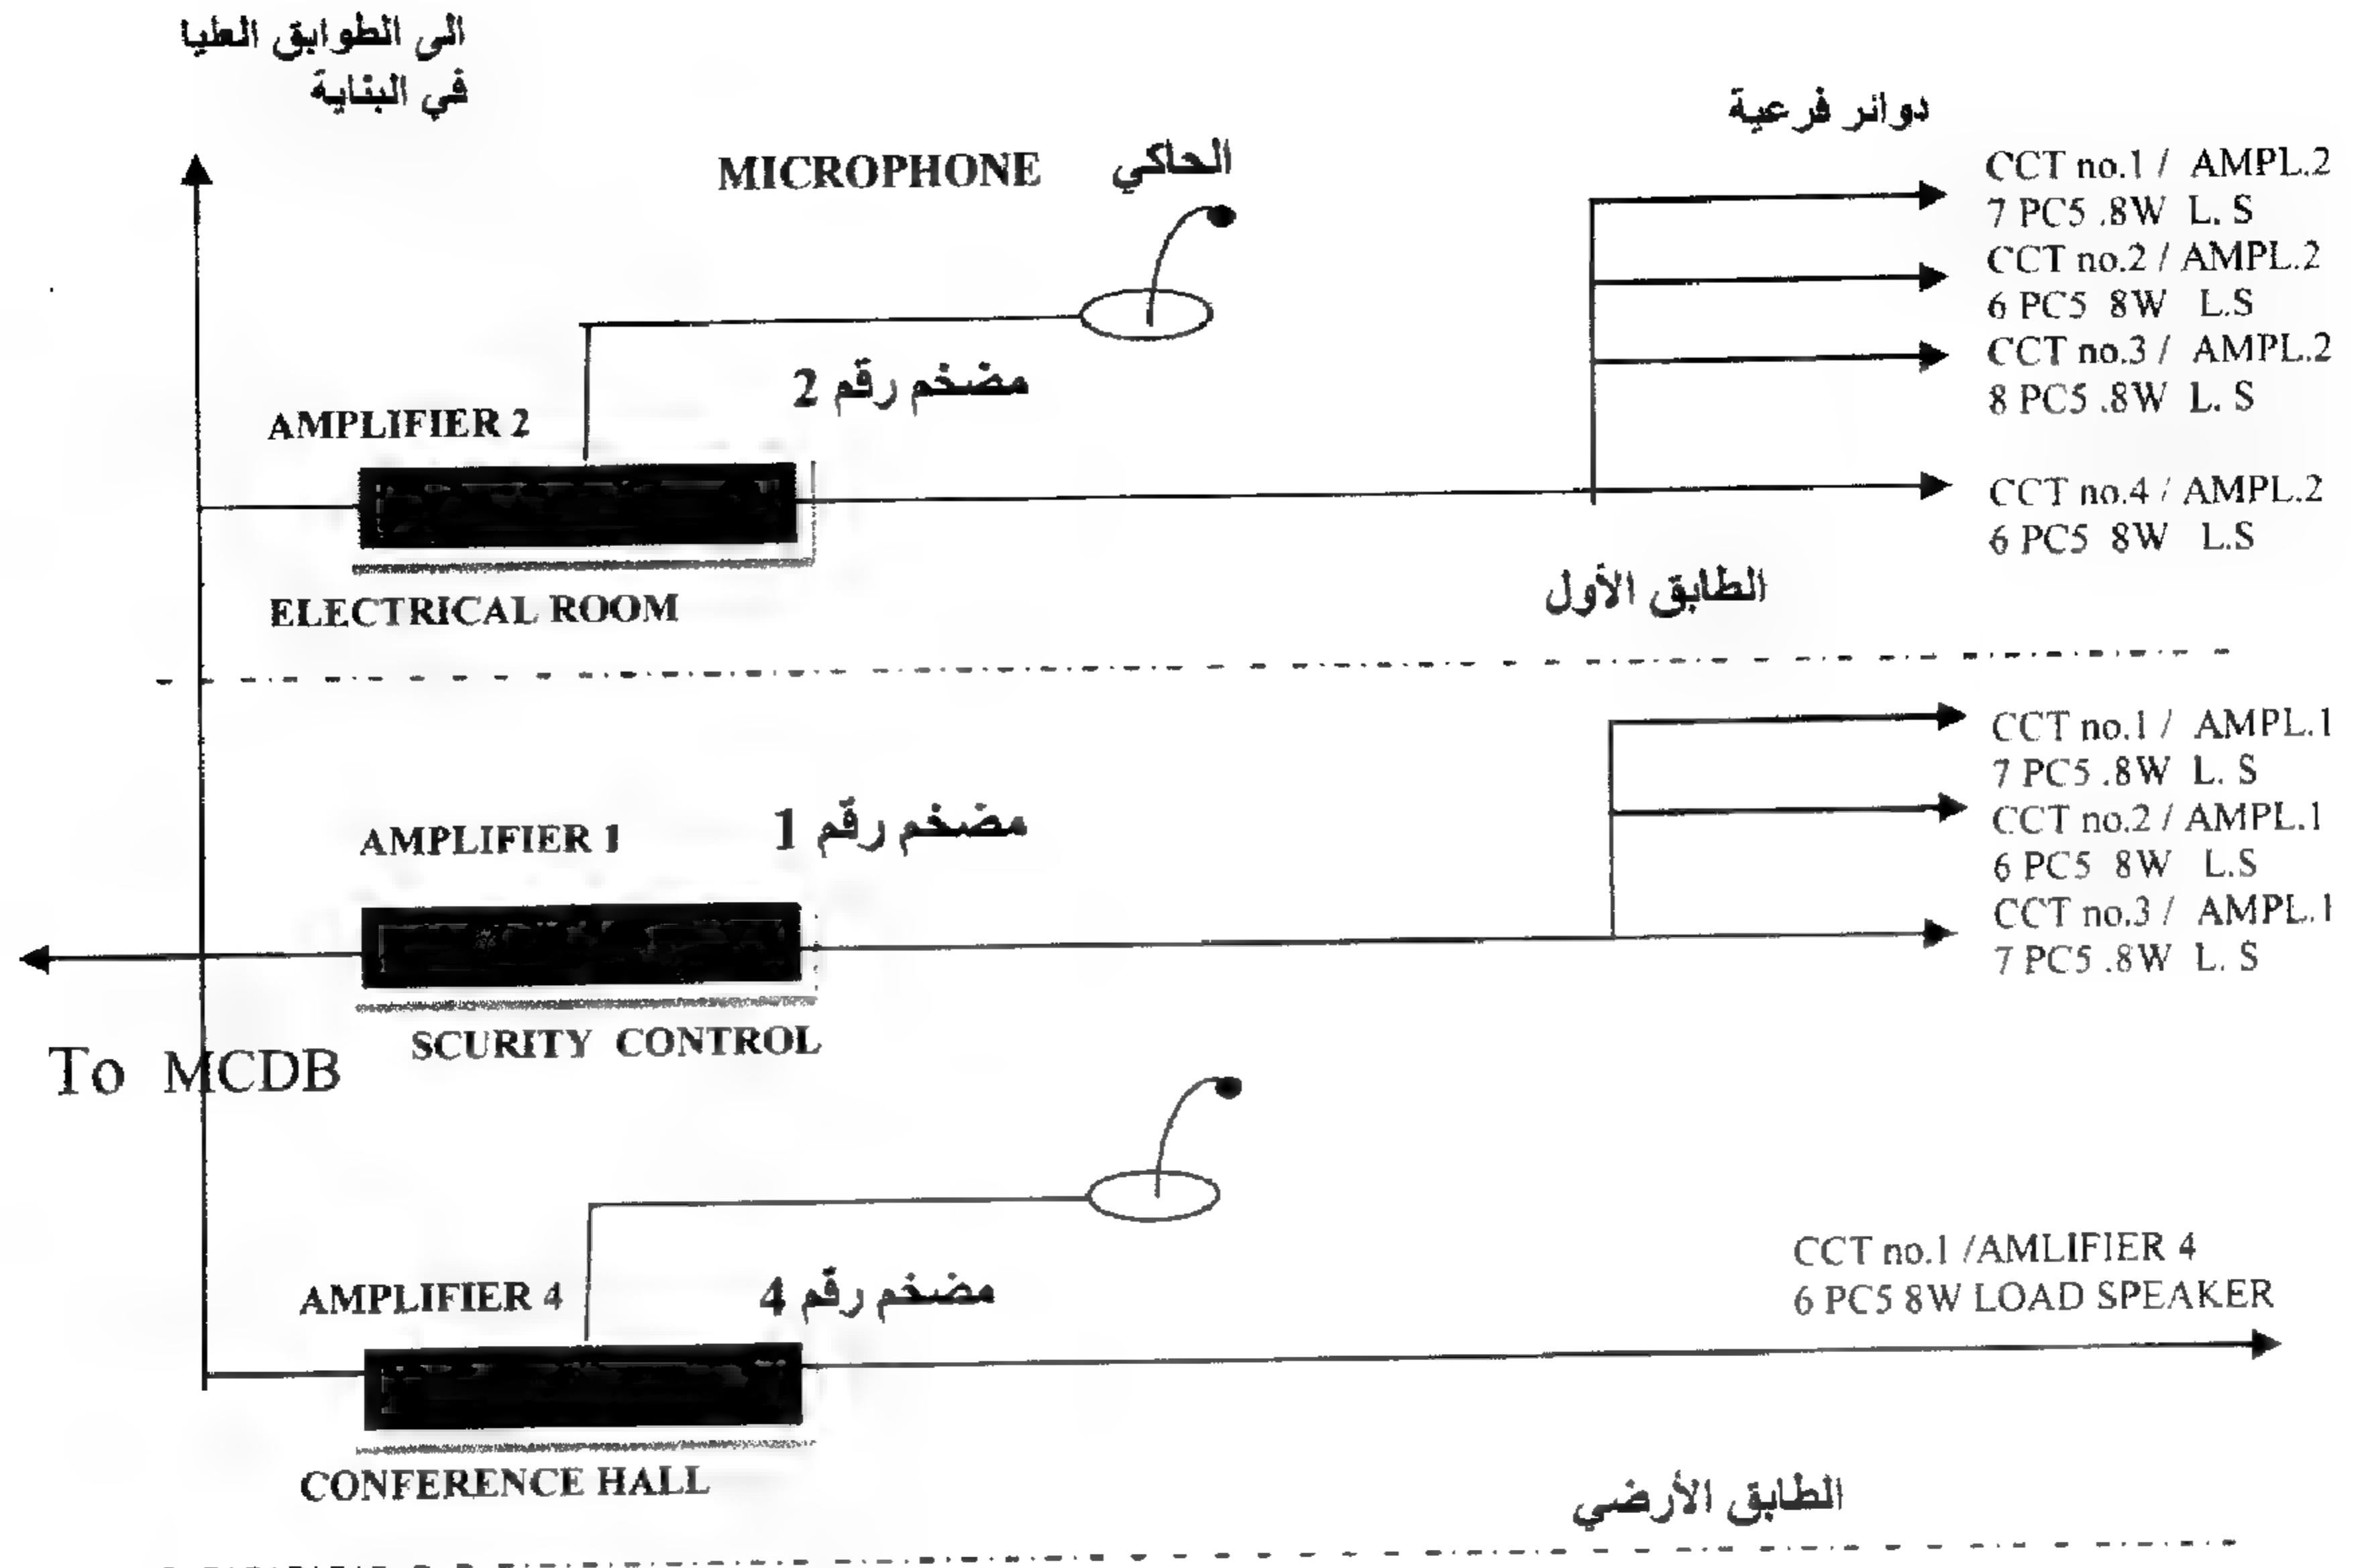 الى الطوابق العليا
في البناية
دوائر فرعية
MICROPHONE الحاكي
CCT no.1 / AMPL.2
7 PC5 .8W L. S
CCT no.2 / AMPL.2
6 PC5 8W L.S
CCT no.3 / AMPL.2
8 PC5 .8W L. S
مضخم رقم 2
AMPLIFIER 2
CCT no.4 / AMPL.2
6 PC5 8W L.S
ELECTRICAL ROOM
الطابق الأول
CCT no.1 / AMPL.1
7 PC5 .8W L. S
AMPLIFIER 1
مضخم رقم 1
CCT no.2 / AMPL.1
6 PC5 8W L.S
CCT no.3 / AMPL.1
7 PC5 .8W L. S
SCURITY CONTROL
To MCDB
CCT no.1 /AMLIFIER 4
6 PC5 8W LOAD SPEAKER
AMPLIFIER 4
مضخم رقم 4
CONFERENCE HALL
الطابق الأرضي